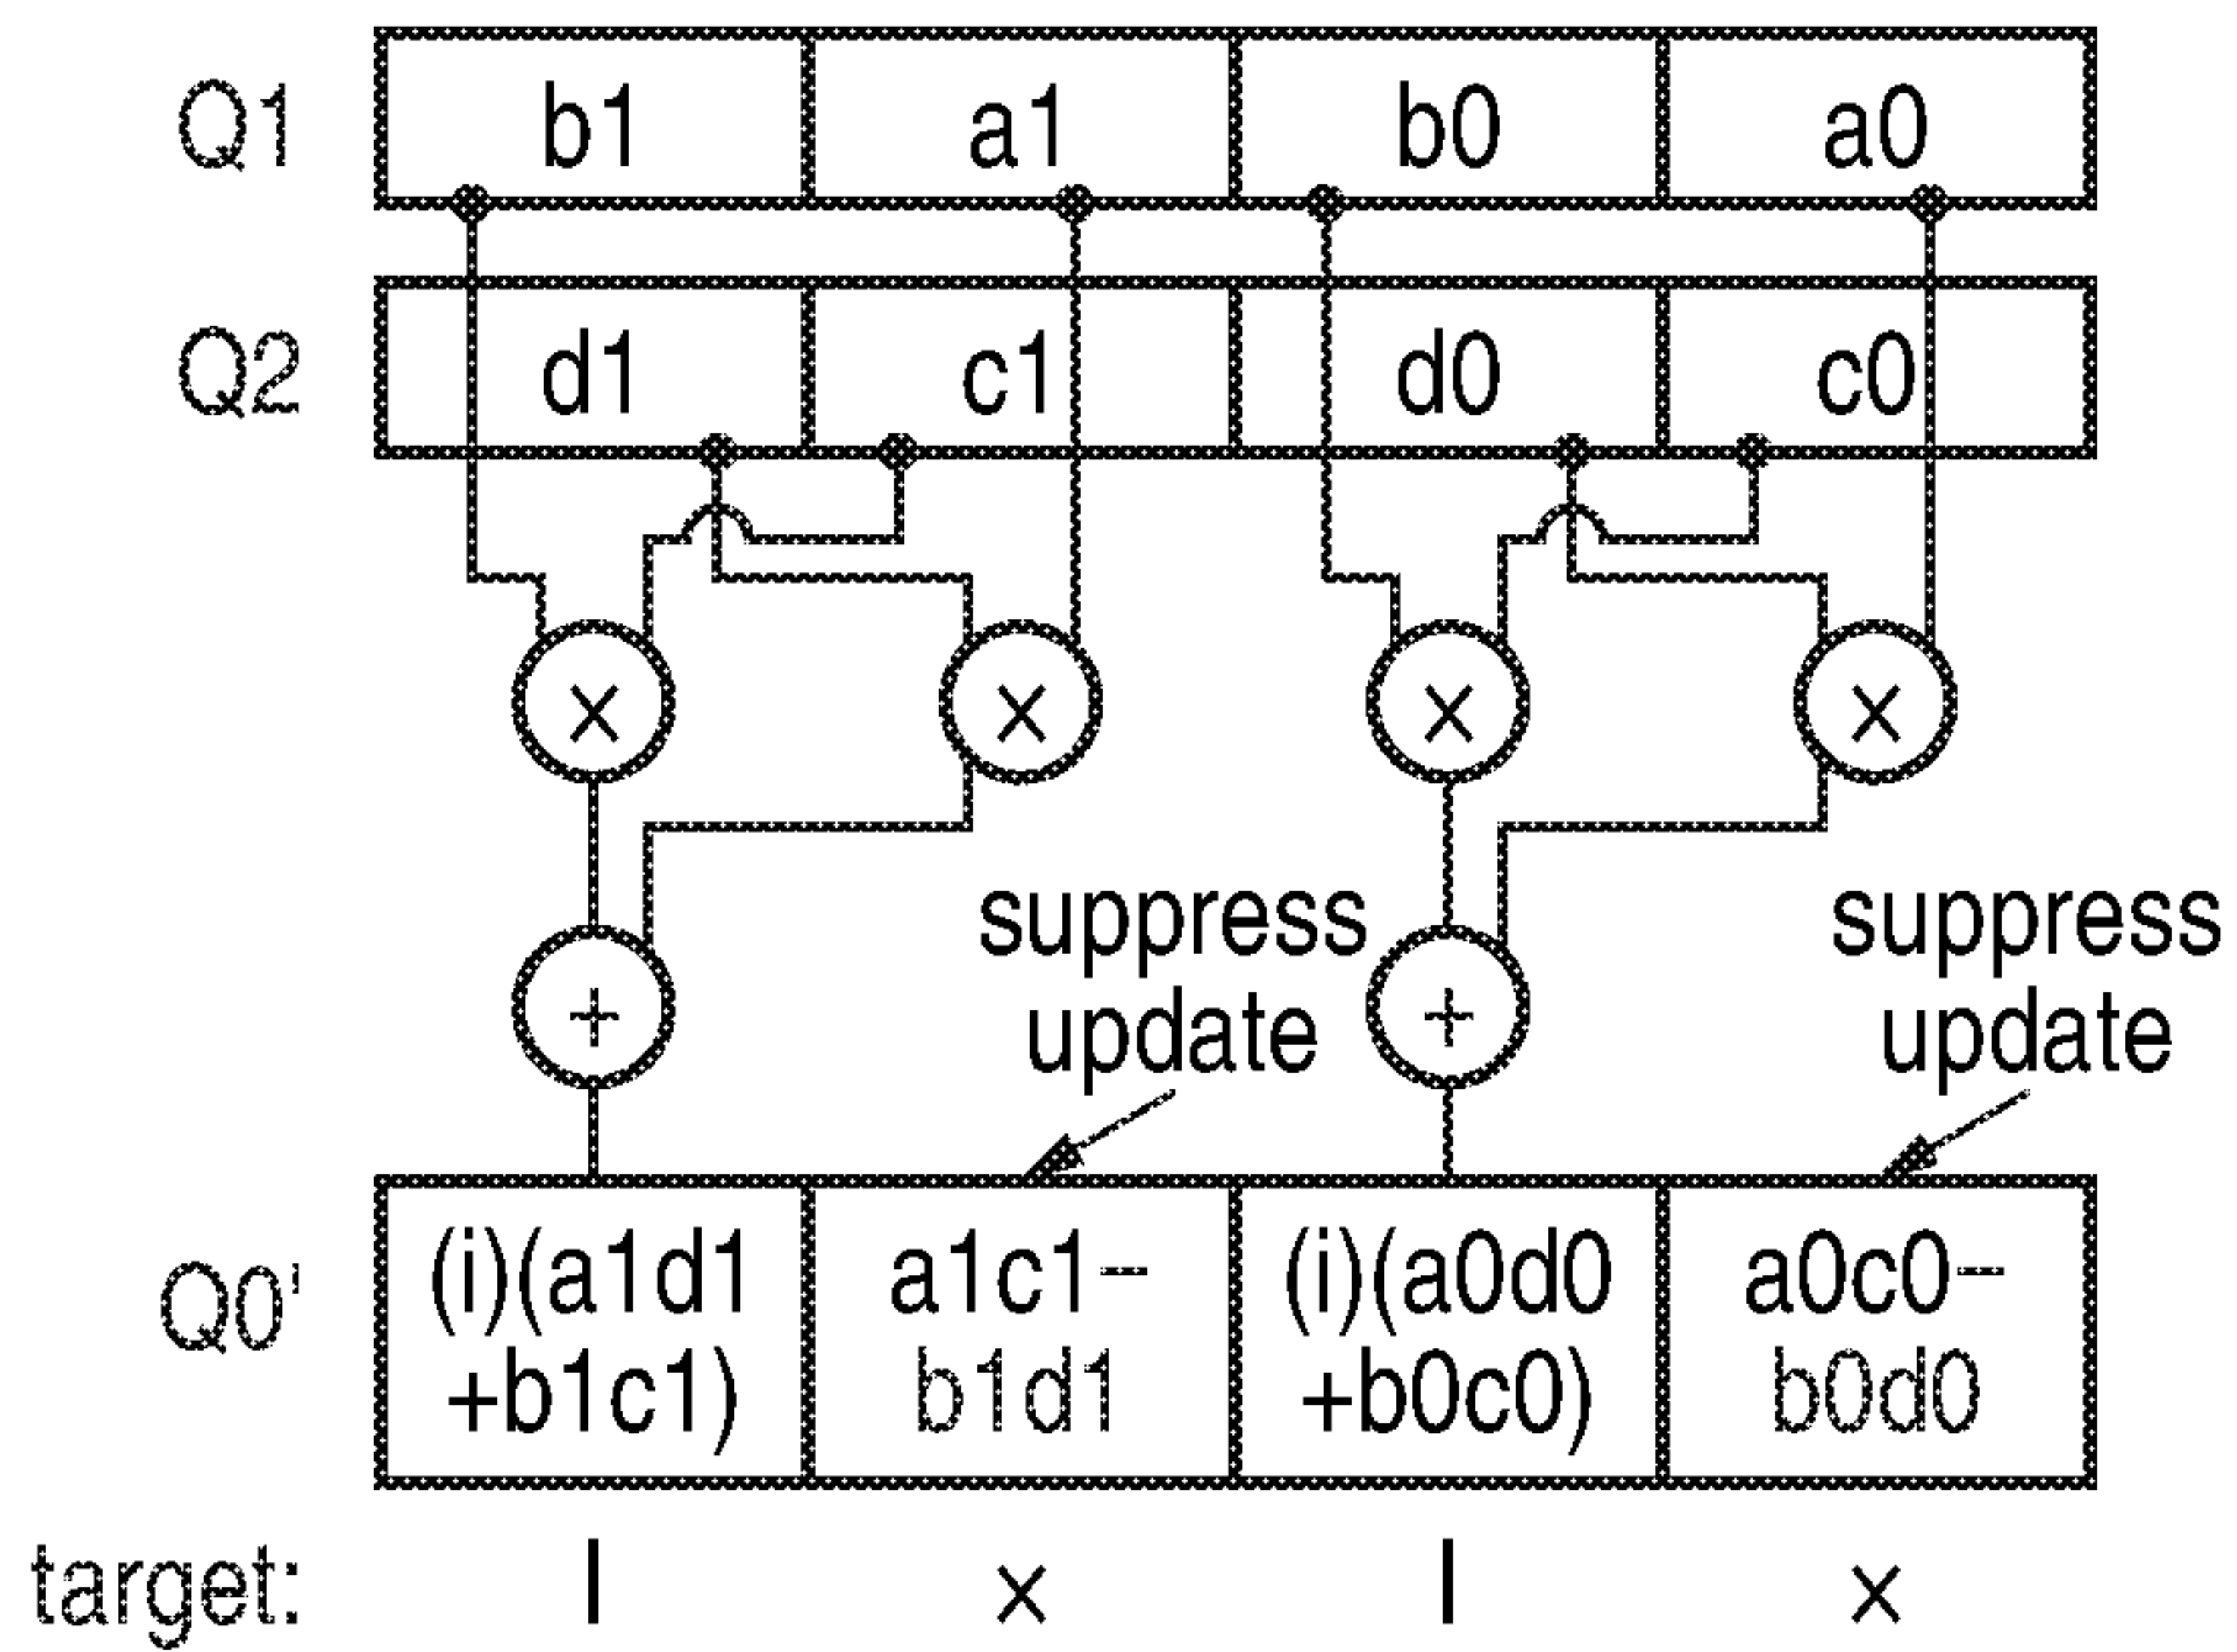 Q1 b1 a1 b0 a0
Q2 d1 c1 d0 c0
× × × ×
suppress suppress
+ update + update
(i)(a1d1 a1c1– (i)(a0d0 a0c0–
Q0'
+b1c1) b1d1 +b0c0) b0d0
target: I × I ×